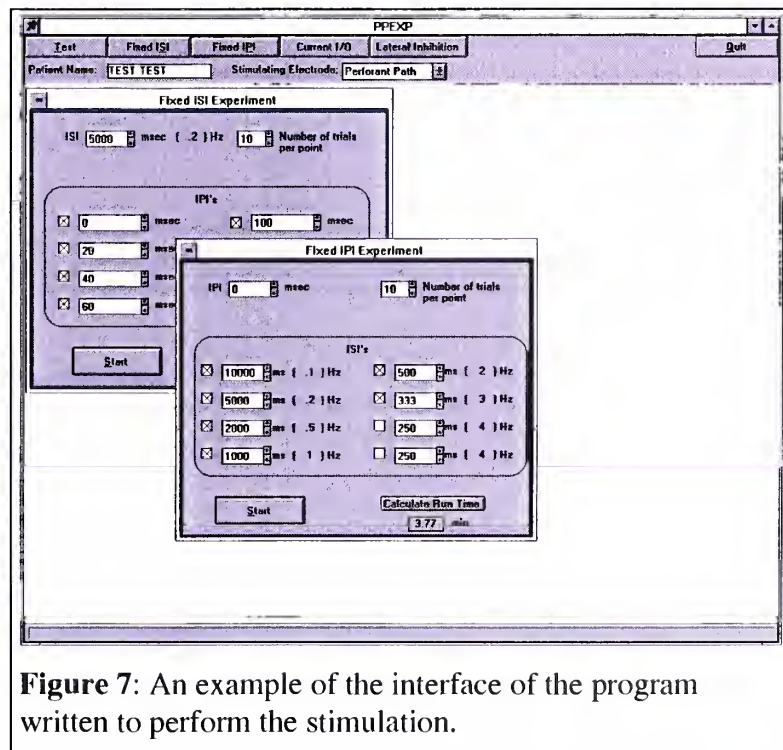 PPEXP
Test Fixed ISI Fixed IPI Current I/O Lateral Inhibition Quit
Patient Name: TEST TEST Stimulating Electrode: Perforant Path
Fixed ISI Experiment
ISI 5000 msec ( .2 ) Hz 10 Number of trials
per point
IPI's
0 msec 100 msec
20 msec
40 msec
60 msec
Start
Fixed IPI Experiment
IPI 0 msec 10 Number of trials
per point
ISI's
10000 ms ( .1 ) Hz 500 ms ( 2 ) Hz
5000 ms ( .2 ) Hz 333 ms ( 3 ) Hz
2000 ms ( .5 ) Hz 250 ms ( 4 ) Hz
1000 ms ( 1 ) Hz 250 ms ( 4 ) Hz
Start Calculate Run Time
3.77 min
Figure 7: An example of the interface of the program
written to perform the stimulation.